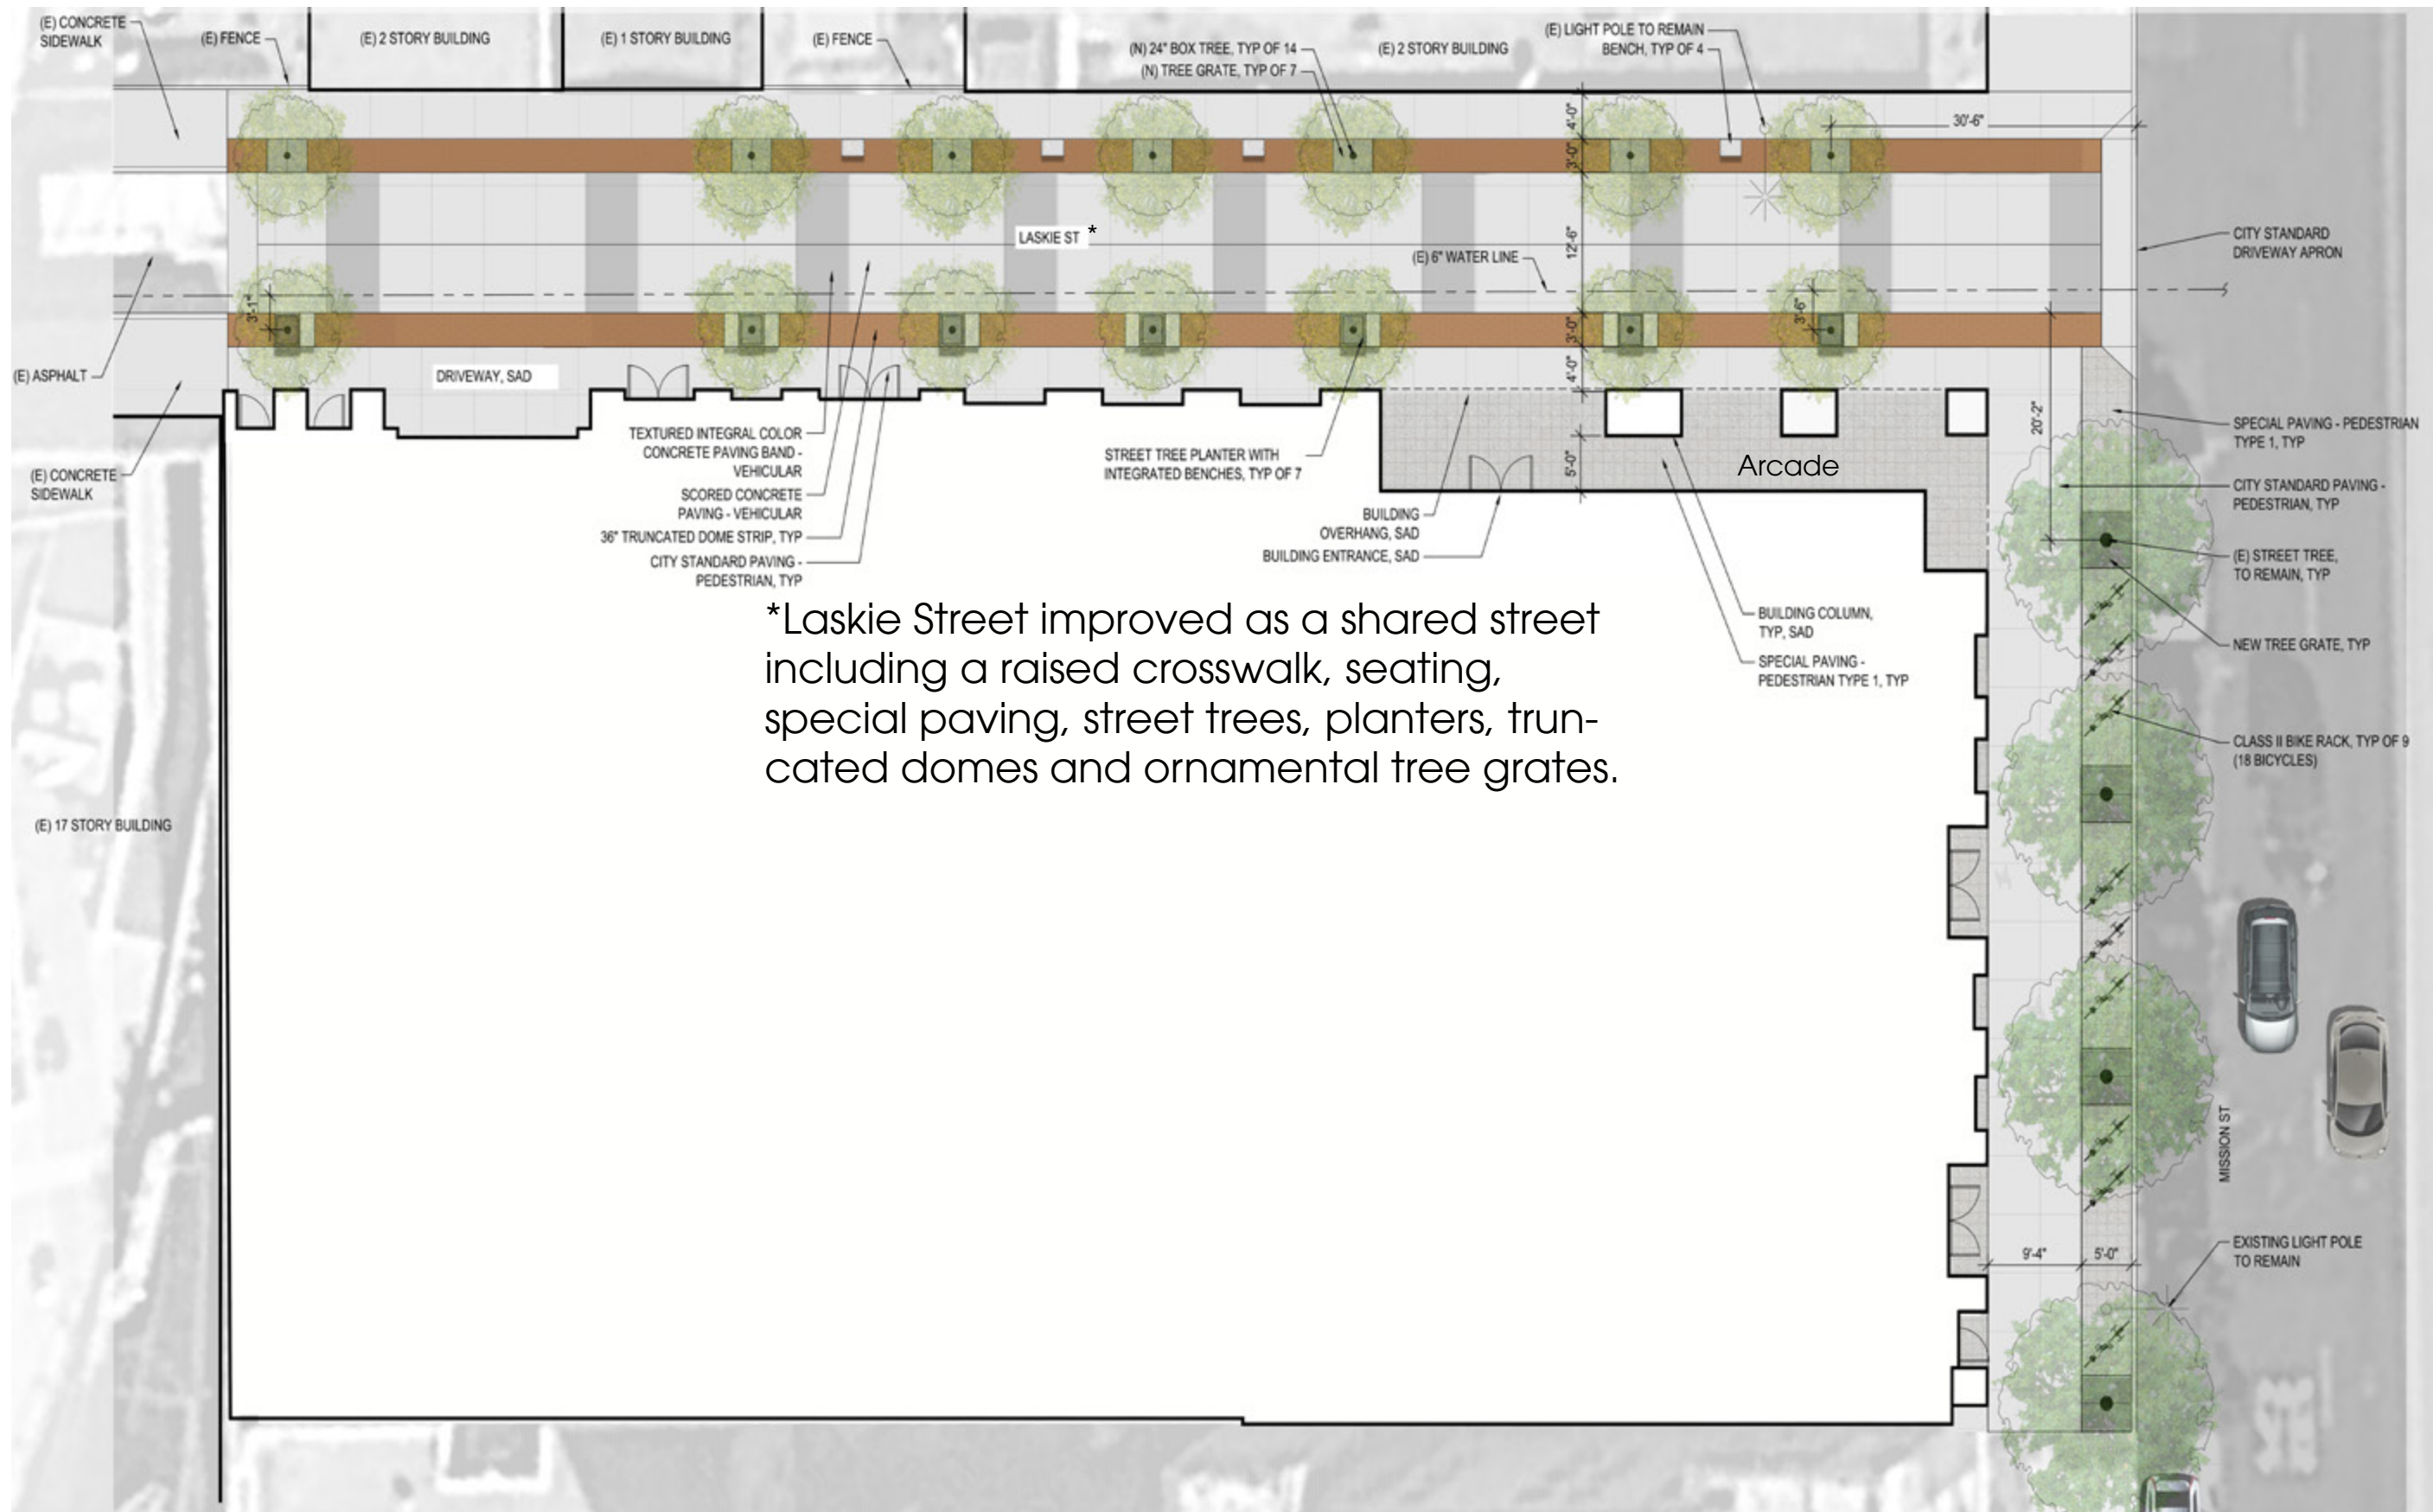 (E) CONCRETE
SIDEWALK
(E) FENCE
(E) 2 STORY BUILDING
(E) 1 STORY BUILDING
(E) FENCE
(N) 24" BOX TREE, TYP OF 14
(N) TREE GRATE, TYP OF 7
(E) 2 STORY BUILDING
(E) LIGHT POLE TO REMAIN
BENCH, TYP OF 4
4'-0"
3'-0"
30'-6"
LASKIE ST *
12'-6"
(E) 6" WATER LINE
CITY STANDARD
DRIVEWAY APRON
3'-1"
3'-6"
3'-0"
4'-0"
(E) ASPHALT
DRIVEWAY, SAD
(E) CONCRETE
SIDEWALK
TEXTURED INTEGRAL COLOR
CONCRETE PAVING BAND -
VEHICULAR
SCORED CONCRETE
PAVING - VEHICULAR
36" TRUNCATED DOME STRIP, TYP
CITY STANDARD PAVING -
PEDESTRIAN, TYP
STREET TREE PLANTER WITH
INTEGRATED BENCHES, TYP OF 7
BUILDING
OVERHANG, SAD
BUILDING ENTRANCE, SAD
5'-0"
Arcade
20'-2"
SPECIAL PAVING - PEDESTRIAN
TYPE 1, TYP
CITY STANDARD PAVING -
PEDESTRIAN, TYP
(E) STREET TREE,
TO REMAIN, TYP
NEW TREE GRATE, TYP
BUILDING COLUMN,
TYP, SAD
SPECIAL PAVING -
PEDESTRIAN TYPE 1, TYP
*Laskie Street improved as a shared street
including a raised crosswalk, seating,
special paving, street trees, planters, trun-
cated domes and ornamental tree grates.
CLASS II BIKE RACK, TYP OF 9
(18 BICYCLES)
(E) 17 STORY BUILDING
MISSION ST
9'-4"
5'-0"
EXISTING LIGHT POLE
TO REMAIN